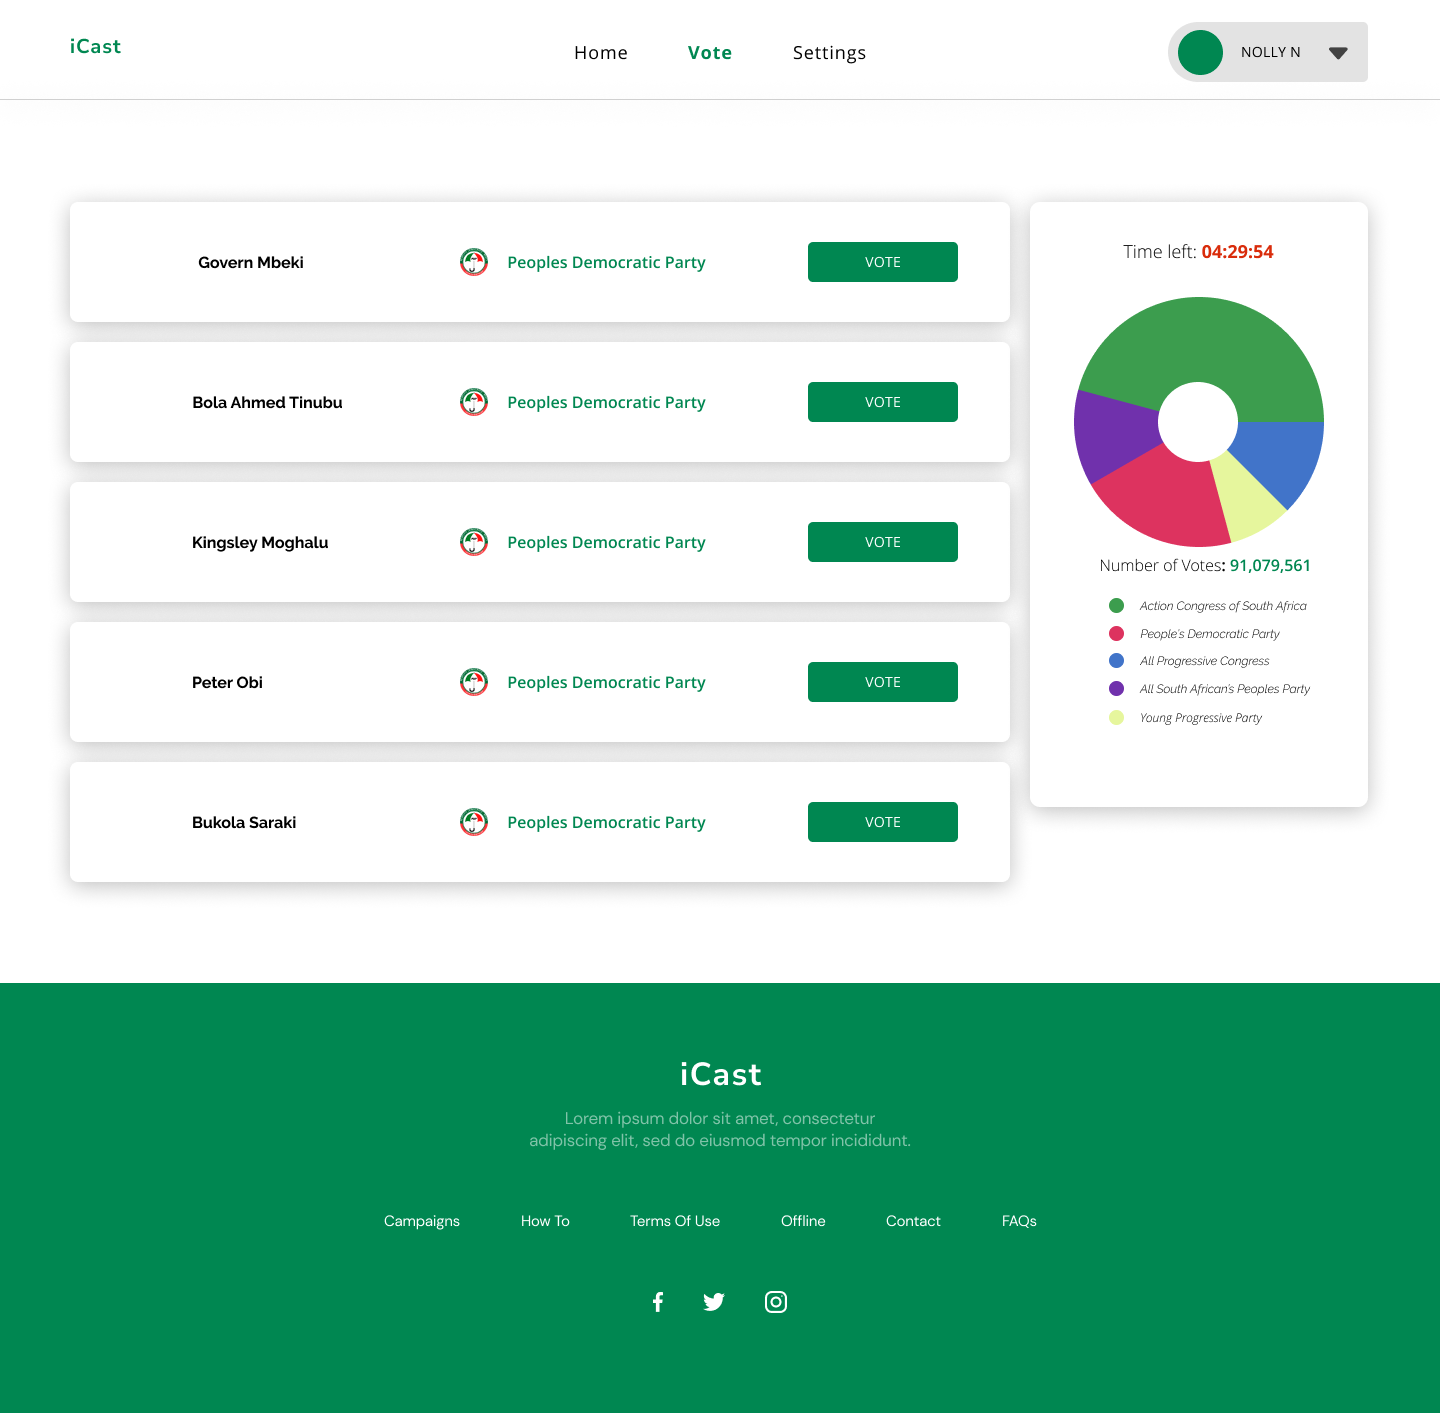 iCast
Home
Vote
Settings
NOLLY N
Govern Mbeki
Peoples Democratic Party
VOTE
Bola Ahmed Tinubu
Peoples Democratic Party
VOTE
Kingsley Moghalu
Peoples Democratic Party
VOTE
Peter Obi
Peoples Democratic Party
VOTE
Bukola Saraki
Peoples Democratic Party
VOTE
Time left: 04:29:54
Number of Votes: 91,079,561
Action Congress of South Africa
People's Democratic Party
All Progressive Congress
All South African's Peoples Party
Young Progressive Party
iCast
Lorem ipsum dolor sit amet, consectetur
adipiscing elit, sed do eiusmod tempor incididunt.
Campaigns
How To
Terms Of Use
Offline
Contact
FAQs